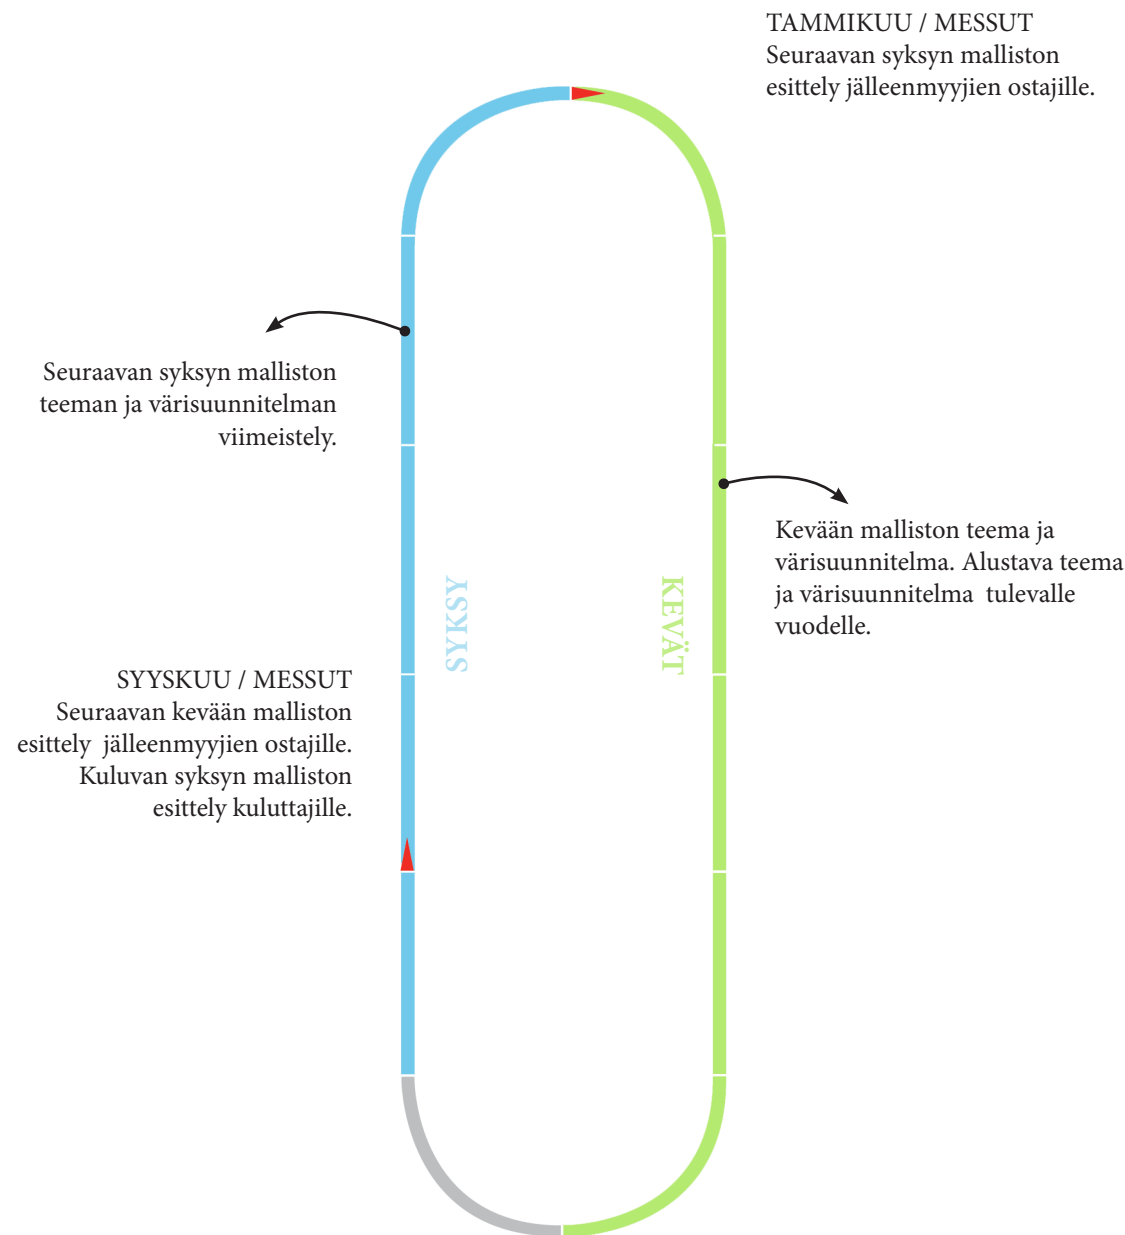 TAMMIKUU / MESSUT
Seuraavan syksyn malliston
esittely jälleenmyyjien ostajille.
Seuraavan syksyn malliston
teeman ja värisuunnitelman
viimeistely.
Kevään malliston teema ja
värisuunnitelma. Alustava teema
ja värisuunnitelma tulevalle
vuodelle.
SYKSY
KEVÄT
SYYSKUU / MESSUT
Seuraavan kevään malliston
esittely jälleenmyyjien ostajille.
Kuluvan syksyn malliston
esittely kuluttajille.